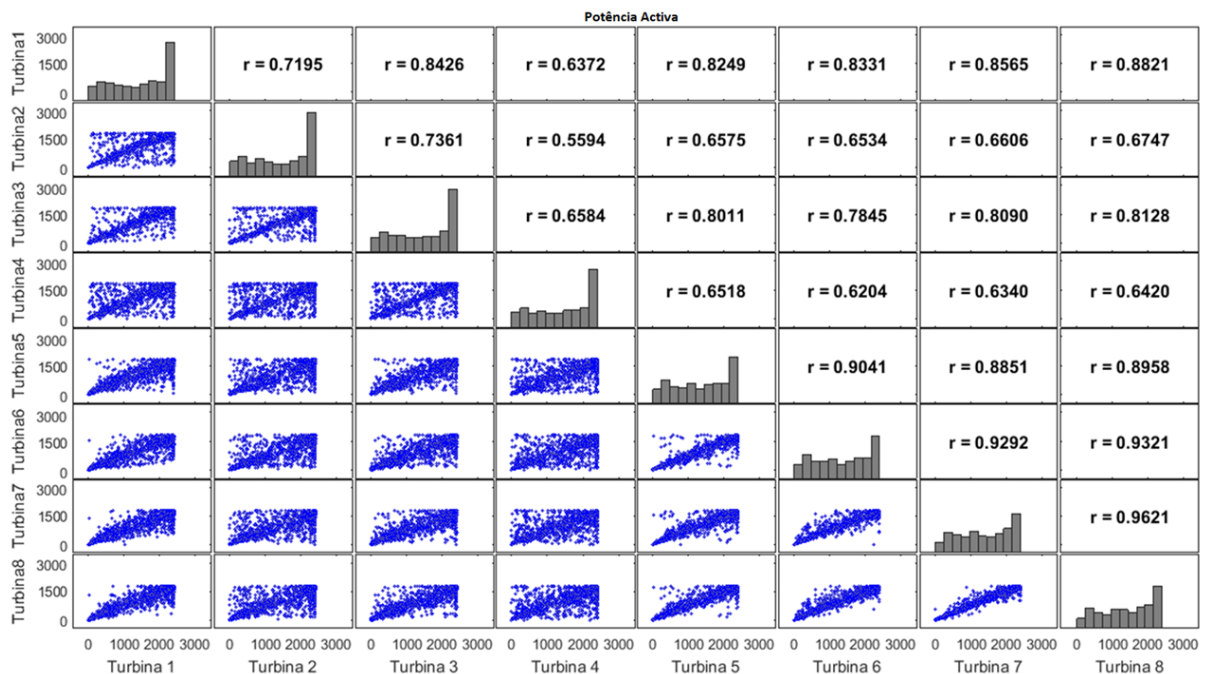 Potência Activa
Turbina1
3000
1500
0
r = 0.7195
r = 0.8426
r = 0.6372
r = 0.8249
r = 0.8331
r = 0.8565
r = 0.8821
Turbina2
3000
1500
0
r = 0.7361
r = 0.5594
r = 0.6575
r = 0.6534
r = 0.6606
r = 0.6747
Turbina3
3000
1500
0
r = 0.6584
r = 0.8011
r = 0.7845
r = 0.8090
r = 0.8128
Turbina4
3000
1500
0
r = 0.6518
r = 0.6204
r = 0.6340
r = 0.6420
Turbina5
3000
1500
0
r = 0.9041
r = 0.8851
r = 0.8958
Turbina6
3000
1500
0
r = 0.9292
r = 0.9321
Turbina7
3000
1500
0
r = 0.9621
Turbina8
3000
1500
0
0 1000 2000 3000
0 1000 2000 3000
0 1000 2000 3000
0 1000 2000 3000
0 1000 2000 3000
0 1000 2000 3000
0 1000 2000 3000
0 1000 2000 3000
Turbina 1
Turbina 2
Turbina 3
Turbina 4
Turbina 5
Turbina 6
Turbina 7
Turbina 8